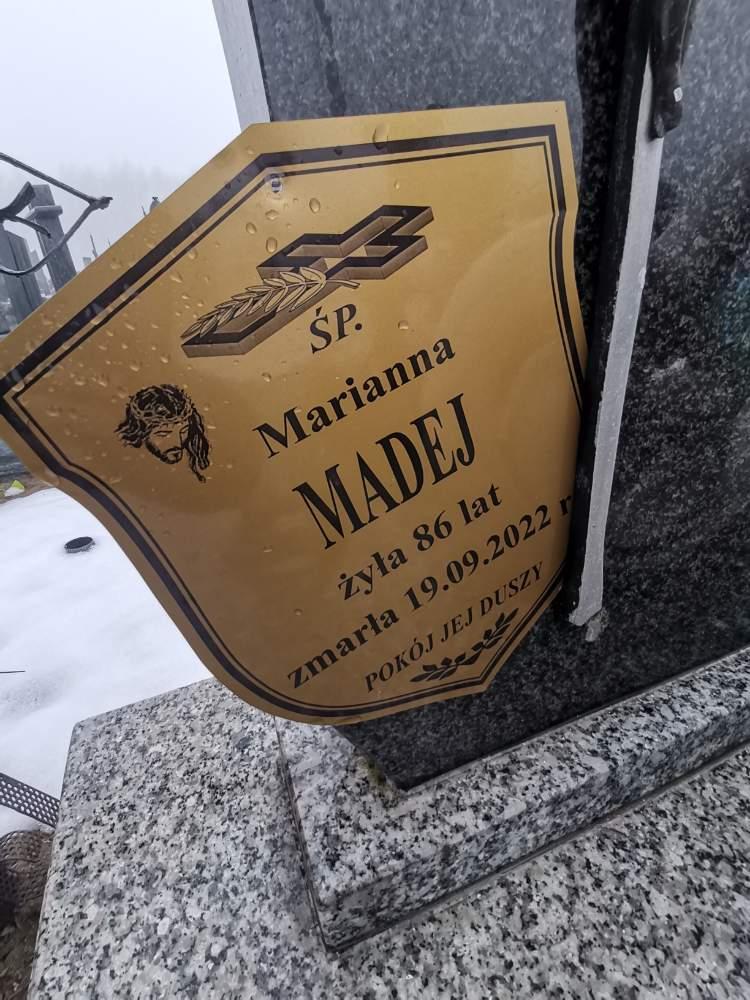 ŚP.
Marianna
MADEJ
żyła 86 lat
zmarła 19.09.2022 r
POKÓJ JEJ DUSZY